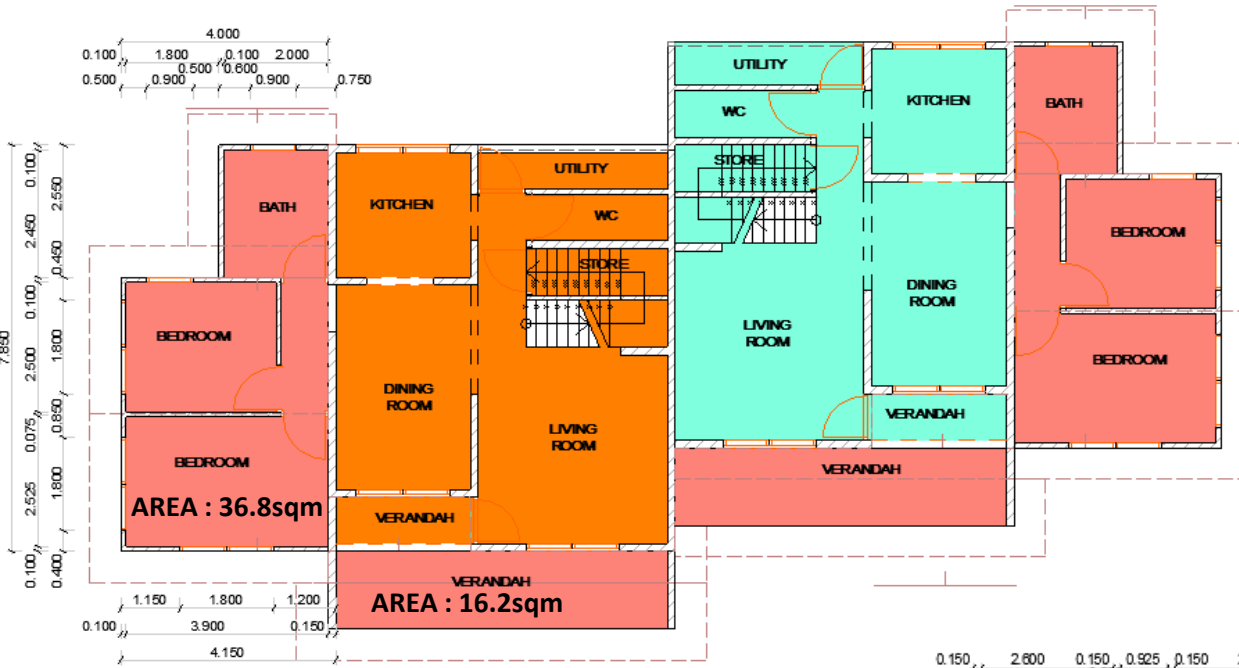 4.000
0.100 1.800 0.100 2.000
0.500 0.600
0.500 0.900 0.900 0.750
UTILITY
WC
STORE
KITCHEN
BATH
BEDROOM
DINING
ROOM
LIVING
ROOM
BEDROOM
VERANDAH
VERANDAH
BATH
KITCHEN
UTILITY
WC
STORE
BEDROOM
DINING
ROOM
LIVING
ROOM
BEDROOM
AREA : 36.8sqm
VERANDAH
VERANDAH
AREA : 16.2sqm
7.850
0.100 2.550
2.450 0.450
0.100
2.500 1.800
0.075 0.850
2.525 1.800
0.100 0.400
1.150 1.800 1.200
0.100 3.900 0.150
4.150
0.150 2.600 0.150 0.925 0.150